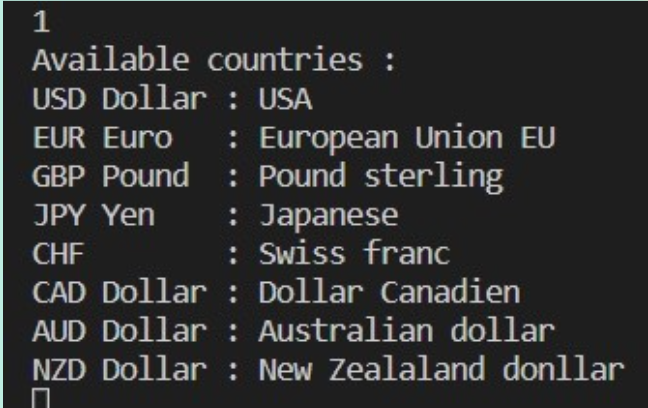 1
Available countries :
USD Dollar : USA
EUR Euro   : European Union EU
GBP Pound  : Pound sterling
JPY Yen    : Japanese
CHF        : Swiss franc
CAD Dollar : Dollar Canadien
AUD Dollar : Australian dollar
NZD Dollar : New Zealaland donllar